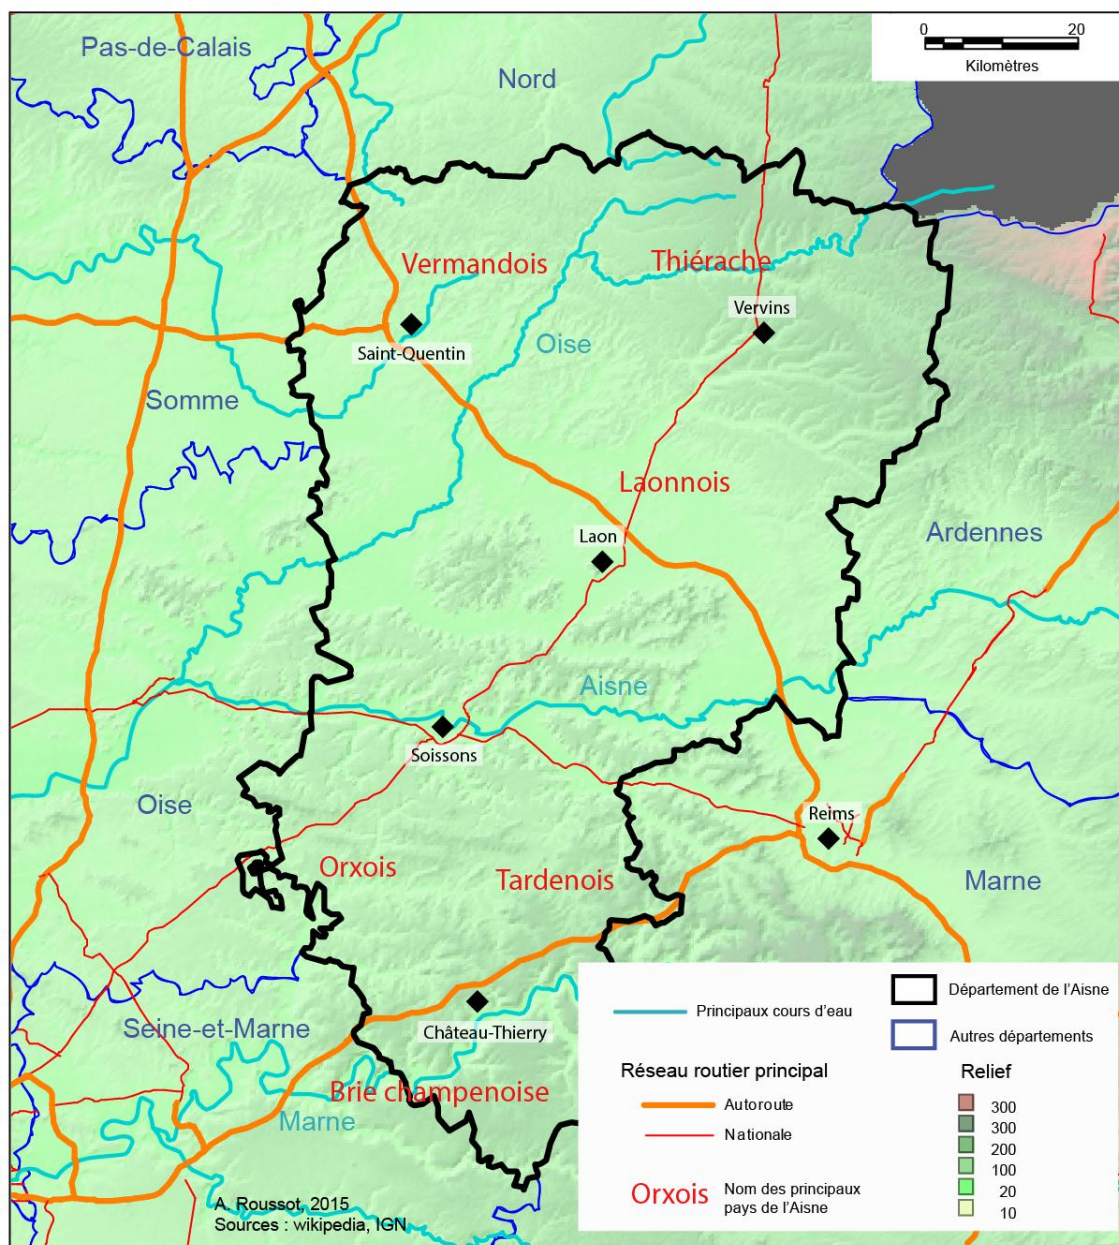 Pas-de-Calais
Nord
0 20
Kilomètres
Vermandois
Thiérache
Vervins
Saint-Quentin
Oise
Somme
Laonnois
Laon
Ardennes
Aisne
Soissons
Oise
Reims
Orxois
Tardenois
Marne
Château-Thierry
Seine-et-Marne
Brie champenoise
Marne
A. Roussot, 2015
Sources : wikipedia, IGN
Principaux cours d'eau
Département de l'Aisne
Autres départements
Réseau routier principal
Autoroute
Nationale
Orxois
Nom des principaux
pays de l'Aisne
Relief
300
300
200
100
20
10